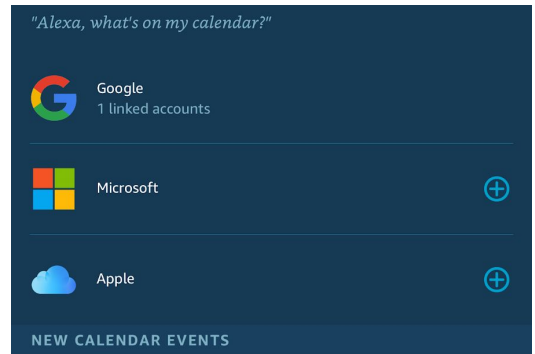 "Alexa, what's on my calendar?"
Google
1 linked accounts
Microsoft
Apple
NEW CALENDAR EVENTS